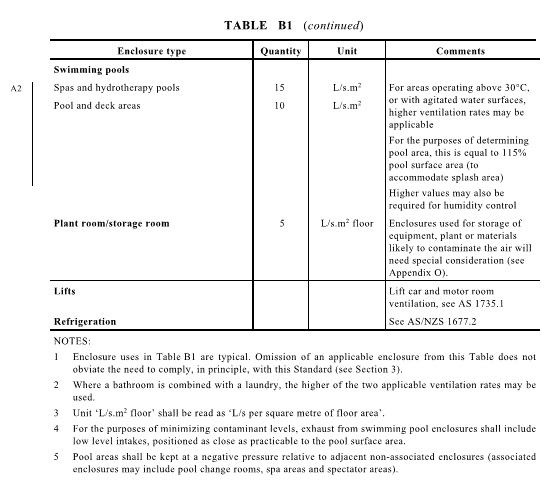 TABLE B1 (continued)
Enclosure type Quantity Unit Comments
Swimming pools
A2 Spas and hydrotherapy pools 15 L/s.m² For areas operating above 30°C,
Pool and deck areas 10 L/s.m² or with agitated water surfaces,
higher ventilation rates may be
applicable
For the purposes of determining
pool area, this is equal to 115%
pool surface area (to
accommodate splash area)
Higher values may also be
required for humidity control
Plant room/storage room 5 L/s.m² floor Enclosures used for storage of
equipment, plant or materials
likely to contaminate the air will
need special consideration (see
Appendix O).
Lifts Lift car and motor room
ventilation, see AS 1735.1
Refrigeration See AS/NZS 1677.2
NOTES:
1 Enclosure uses in Table B1 are typical. Omission of an applicable enclosure from this Table does not
obviate the need to comply, in principle, with this Standard (see Section 3).
2 Where a bathroom is combined with a laundry, the higher of the two applicable ventilation rates may be
used.
3 Unit ‘L/s.m² floor’ shall be read as ‘L/s per square metre of floor area’.
4 For the purposes of minimizing contaminant levels, exhaust from swimming pool enclosures shall include
low level intakes, positioned as close as practicable to the pool surface area.
5 Pool areas shall be kept at a negative pressure relative to adjacent non-associated enclosures (associated
enclosures may include pool change rooms, spa areas and spectator areas).